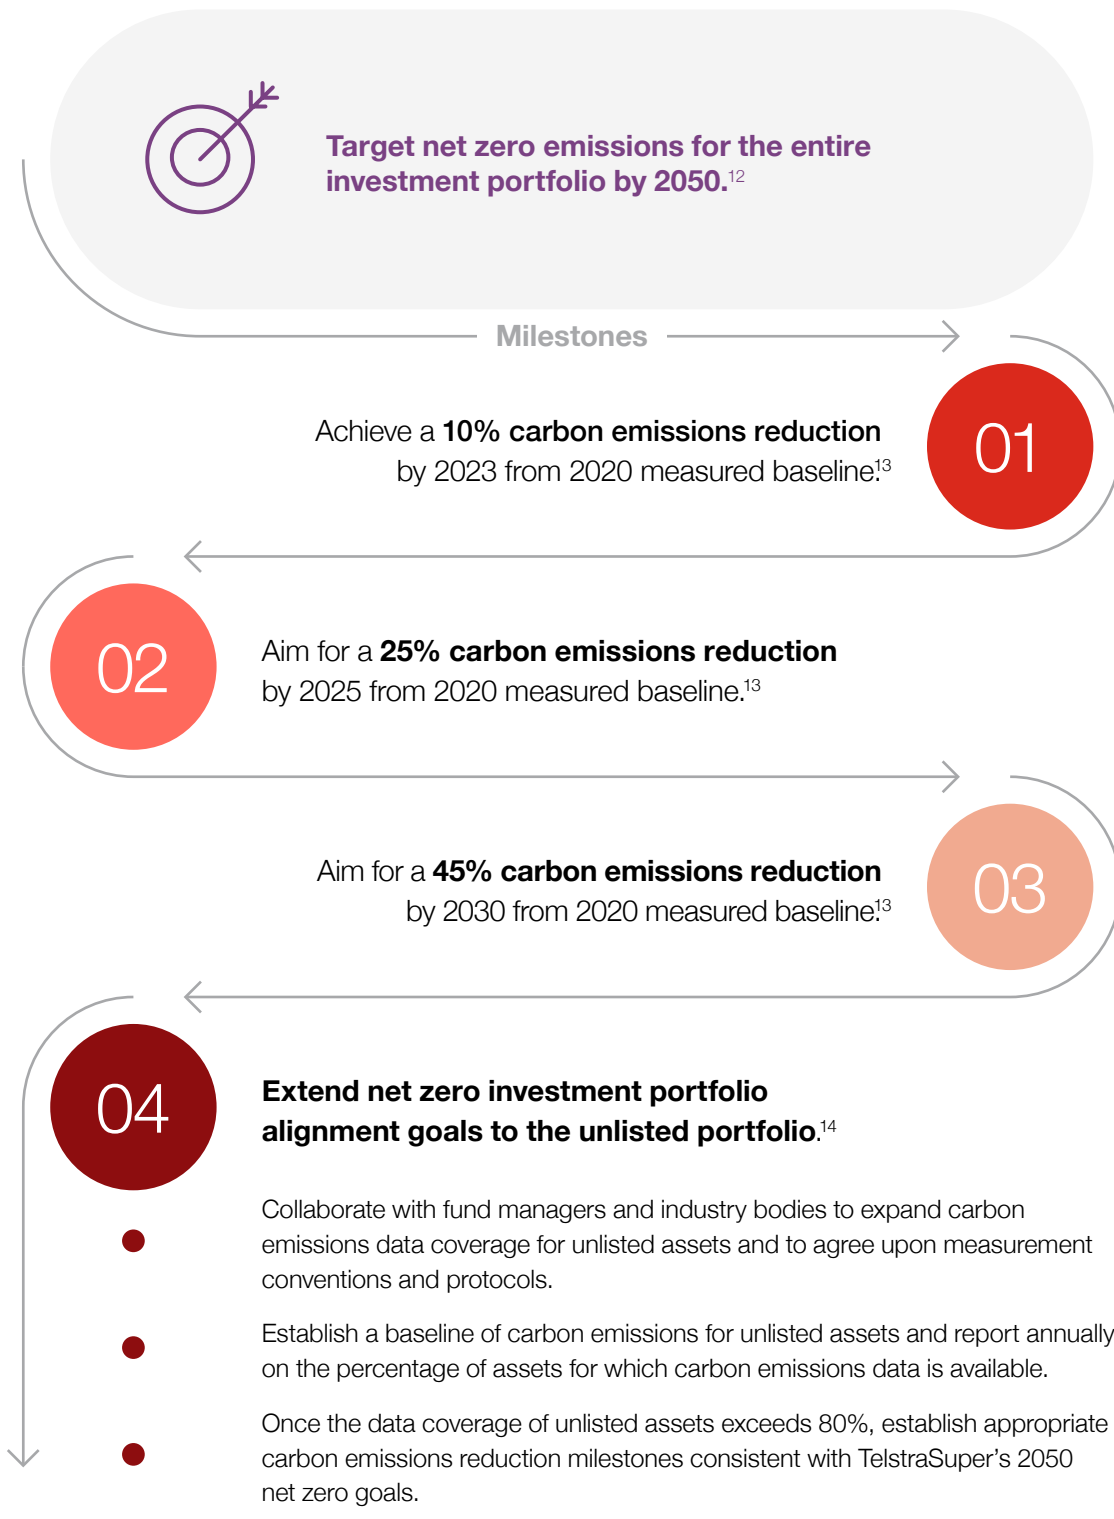 Target net zero emissions for the entire
investment portfolio by 2050.12
Milestones
Achieve a 10% carbon emissions reduction
by 2023 from 2020 measured baseline.13
01
02
Aim for a 25% carbon emissions reduction
by 2025 from 2020 measured baseline.13
Aim for a 45% carbon emissions reduction
by 2030 from 2020 measured baseline.13
03
04
Extend net zero investment portfolio
alignment goals to the unlisted portfolio.14
Collaborate with fund managers and industry bodies to expand carbon
emissions data coverage for unlisted assets and to agree upon measurement
conventions and protocols.
Establish a baseline of carbon emissions for unlisted assets and report annually
on the percentage of assets for which carbon emissions data is available.
Once the data coverage of unlisted assets exceeds 80%, establish appropriate
carbon emissions reduction milestones consistent with TelstraSuper’s 2050
net zero goals.